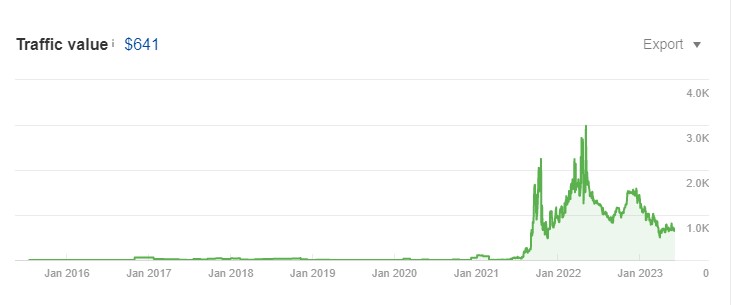 Traffic value i $641
Export ▼
4.0K
3.0K
2.0K
1.0K
Jan 2016 Jan 2017 Jan 2018 Jan 2019 Jan 2020 Jan 2021 Jan 2022 Jan 2023 0